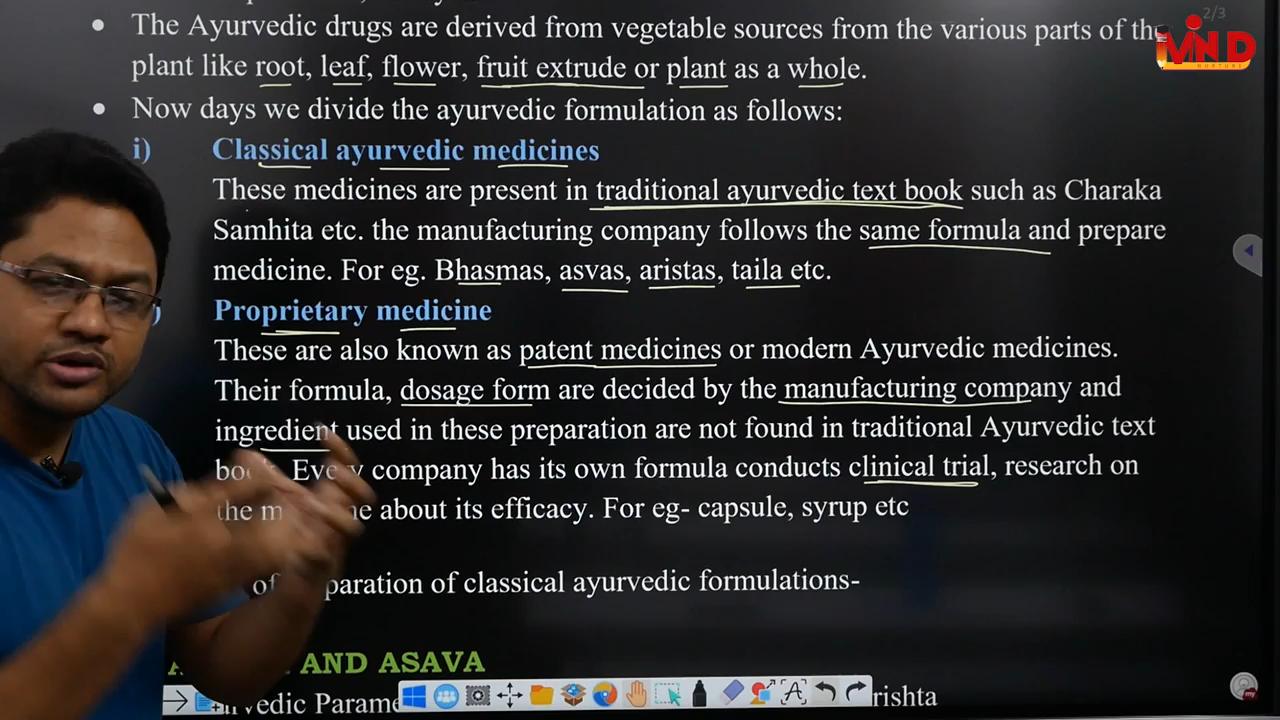 2/3
MIND
NURTURE
• The Ayurvedic drugs are derived from vegetable sources from the various parts of the
plant like root, leaf, flower, fruit extrude or plant as a whole.
• Now days we divide the ayurvedic formulation as follows:
i) Classical ayurvedic medicines
These medicines are present in traditional ayurvedic text book such as Charaka
Samhita etc. the manufacturing company follows the same formula and prepare
medicine. For eg. Bhasmas, asvas, aristas, taila etc.
) Proprietary medicine
These are also known as patent medicines or modern Ayurvedic medicines.
Their formula, dosage form are decided by the manufacturing company and
ingredient used in these preparation are not found in traditional Ayurvedic text
Every company has its own formula conducts clinical trial, research on
the about its efficacy. For eg- capsule, syrup etc
of paration of classical ayurvedic formulations-
AND ASAVA
vedic Parame rishta